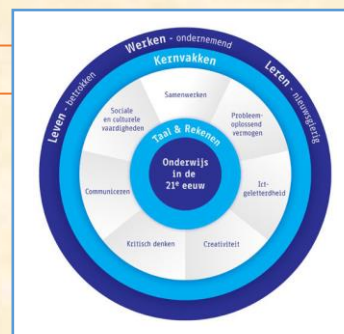 Werken - ondernemend
Leven - betrokken
Leren - nieuwsgierig
Kernvakken
Samenwerken
Sociale
en culturele
vaardigheden
Probleem-
oplossend
vermogen
Taal & Rekenen
Onderwijs
in de
21e eeuw
Communiceren
Ict-
geletterdheid
Kritisch denken
Creativiteit